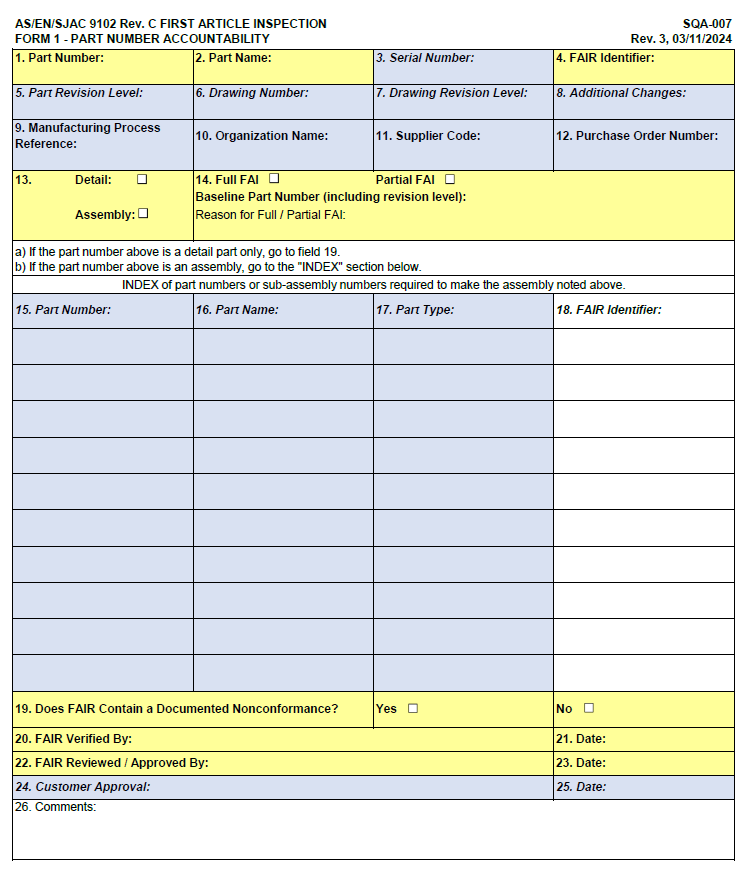 AS/EN/SJAC 9102 Rev. C FIRST ARTICLE INSPECTION SQA-007
FORM 1 - PART NUMBER ACCOUNTABILITY Rev. 3, 03/11/2024
1. Part Number: 2. Part Name: 3. Serial Number: 4. FAIR Identifier:
5. Part Revision Level: 6. Drawing Number: 7. Drawing Revision Level: 8. Additional Changes:
9. Manufacturing Process
Reference: 10. Organization Name: 11. Supplier Code: 12. Purchase Order Number:
13. Detail: 14. Full FAI Partial FAI
Baseline Part Number (including revision level):
Assembly: Reason for Full / Partial FAI:
a) If the part number above is a detail part only, go to field 19.
b) If the part number above is an assembly, go to the "INDEX" section below.
INDEX of part numbers or sub-assembly numbers required to make the assembly noted above.
15. Part Number: 16. Part Name: 17. Part Type: 18. FAIR Identifier:
19. Does FAIR Contain a Documented Nonconformance? Yes No
20. FAIR Verified By: 21. Date:
22. FAIR Reviewed / Approved By: 23. Date:
24. Customer Approval: 25. Date:
26. Comments: